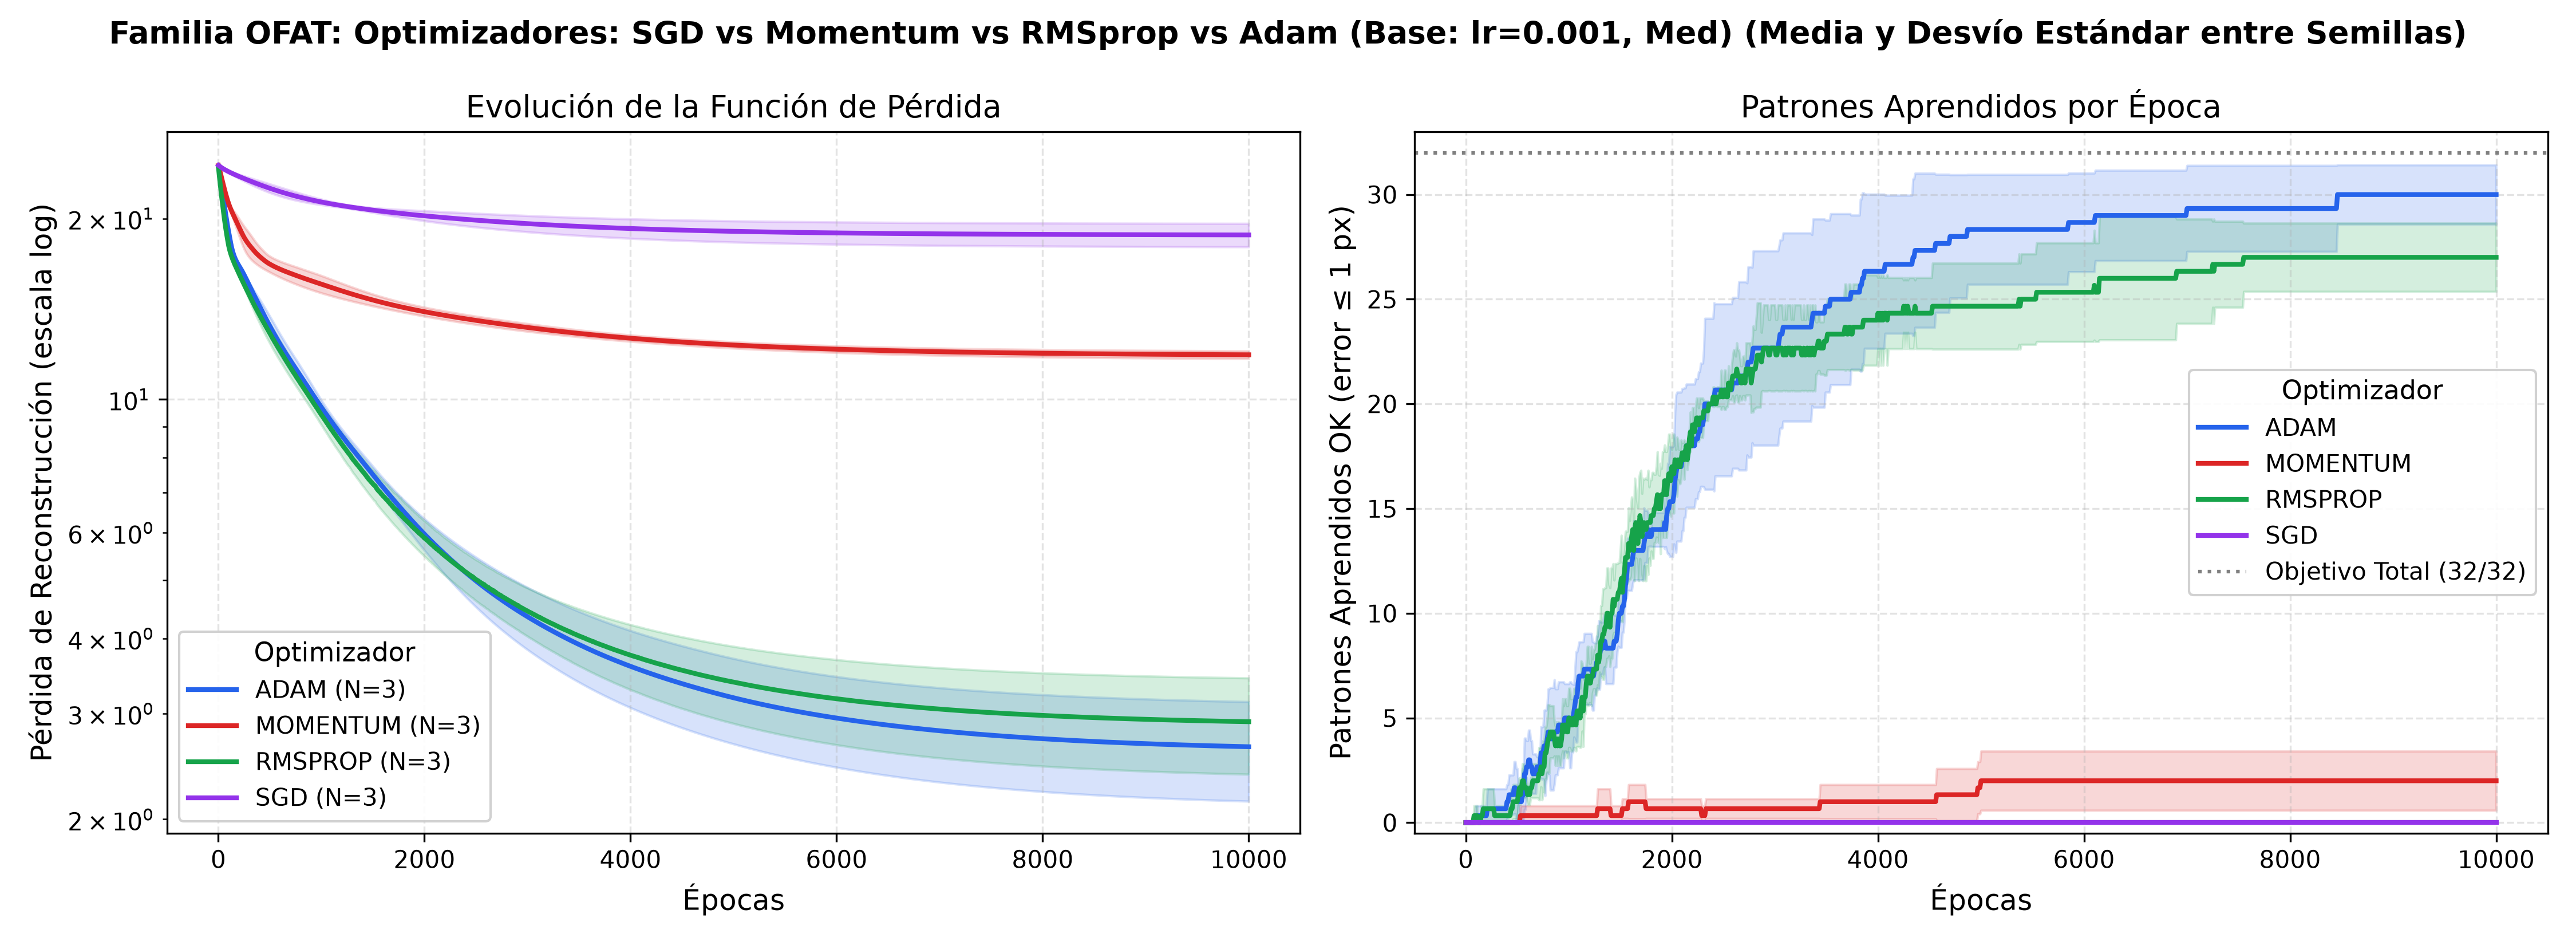 Familia OFAT: Optimizadores: SGD vs Momentum vs RMSprop vs Adam (Base: lr=0.001, Med) (Media y Desvío Estándar entre Semillas)
Evolución de la Función de Pérdida
Pérdida de Reconstrucción (escala log)
2 × 10¹
10¹
6 × 10⁰
4 × 10⁰
3 × 10⁰
2 × 10⁰
Optimizador
ADAM (N=3)
MOMENTUM (N=3)
RMSPROP (N=3)
SGD (N=3)
0 2000 4000 6000 8000 10000
Épocas
Patrones Aprendidos por Época
Patrones Aprendidos OK (error ≤ 1 px)
30
25
20
15
10
5
0
Optimizador
ADAM
MOMENTUM
RMSPROP
SGD
Objetivo Total (32/32)
0 2000 4000 6000 8000 10000
Épocas